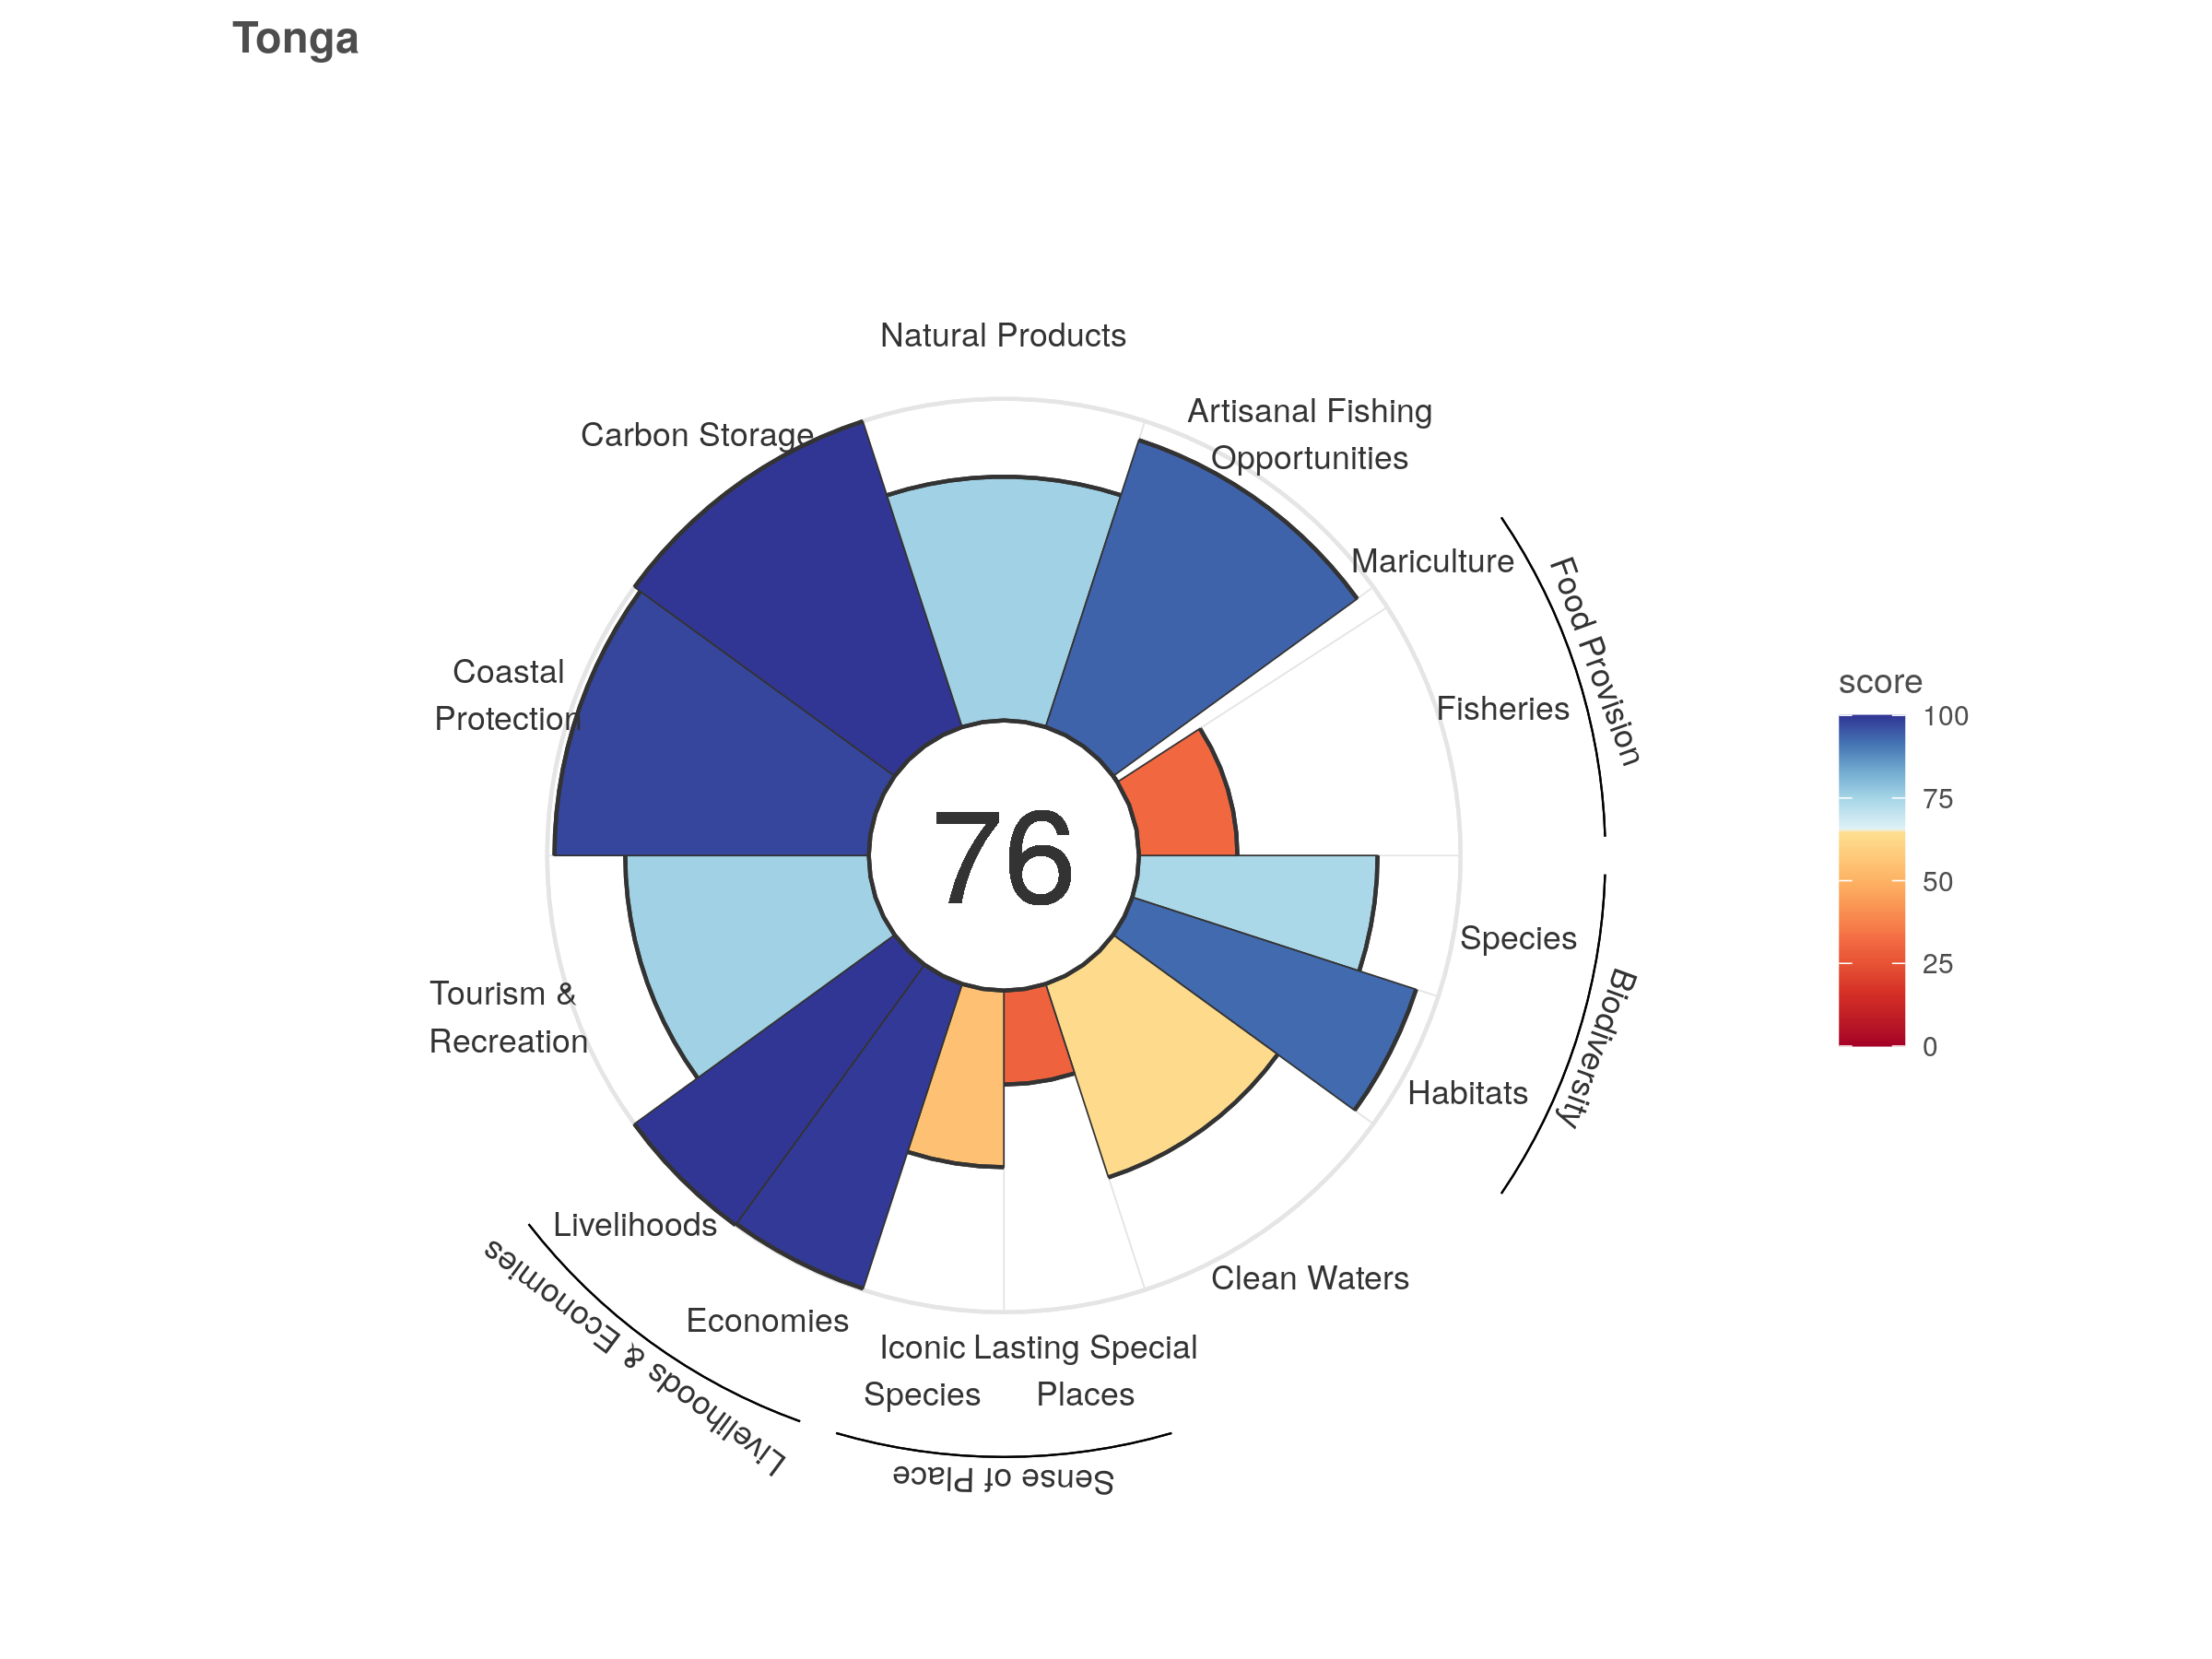 Tonga
Natural Products
Artisanal Fishing
Opportunities
Carbon Storage
Mariculture
Food Provision
Fisheries
Coastal
Protection
76
score
100
75
50
25
0
Species
Biodiversity
Habitats
Tourism &
Recreation
Livelihoods
Economies
Livelihoods & Economies
Clean Waters
Iconic
Species
Lasting Special
Places
Sense of Place